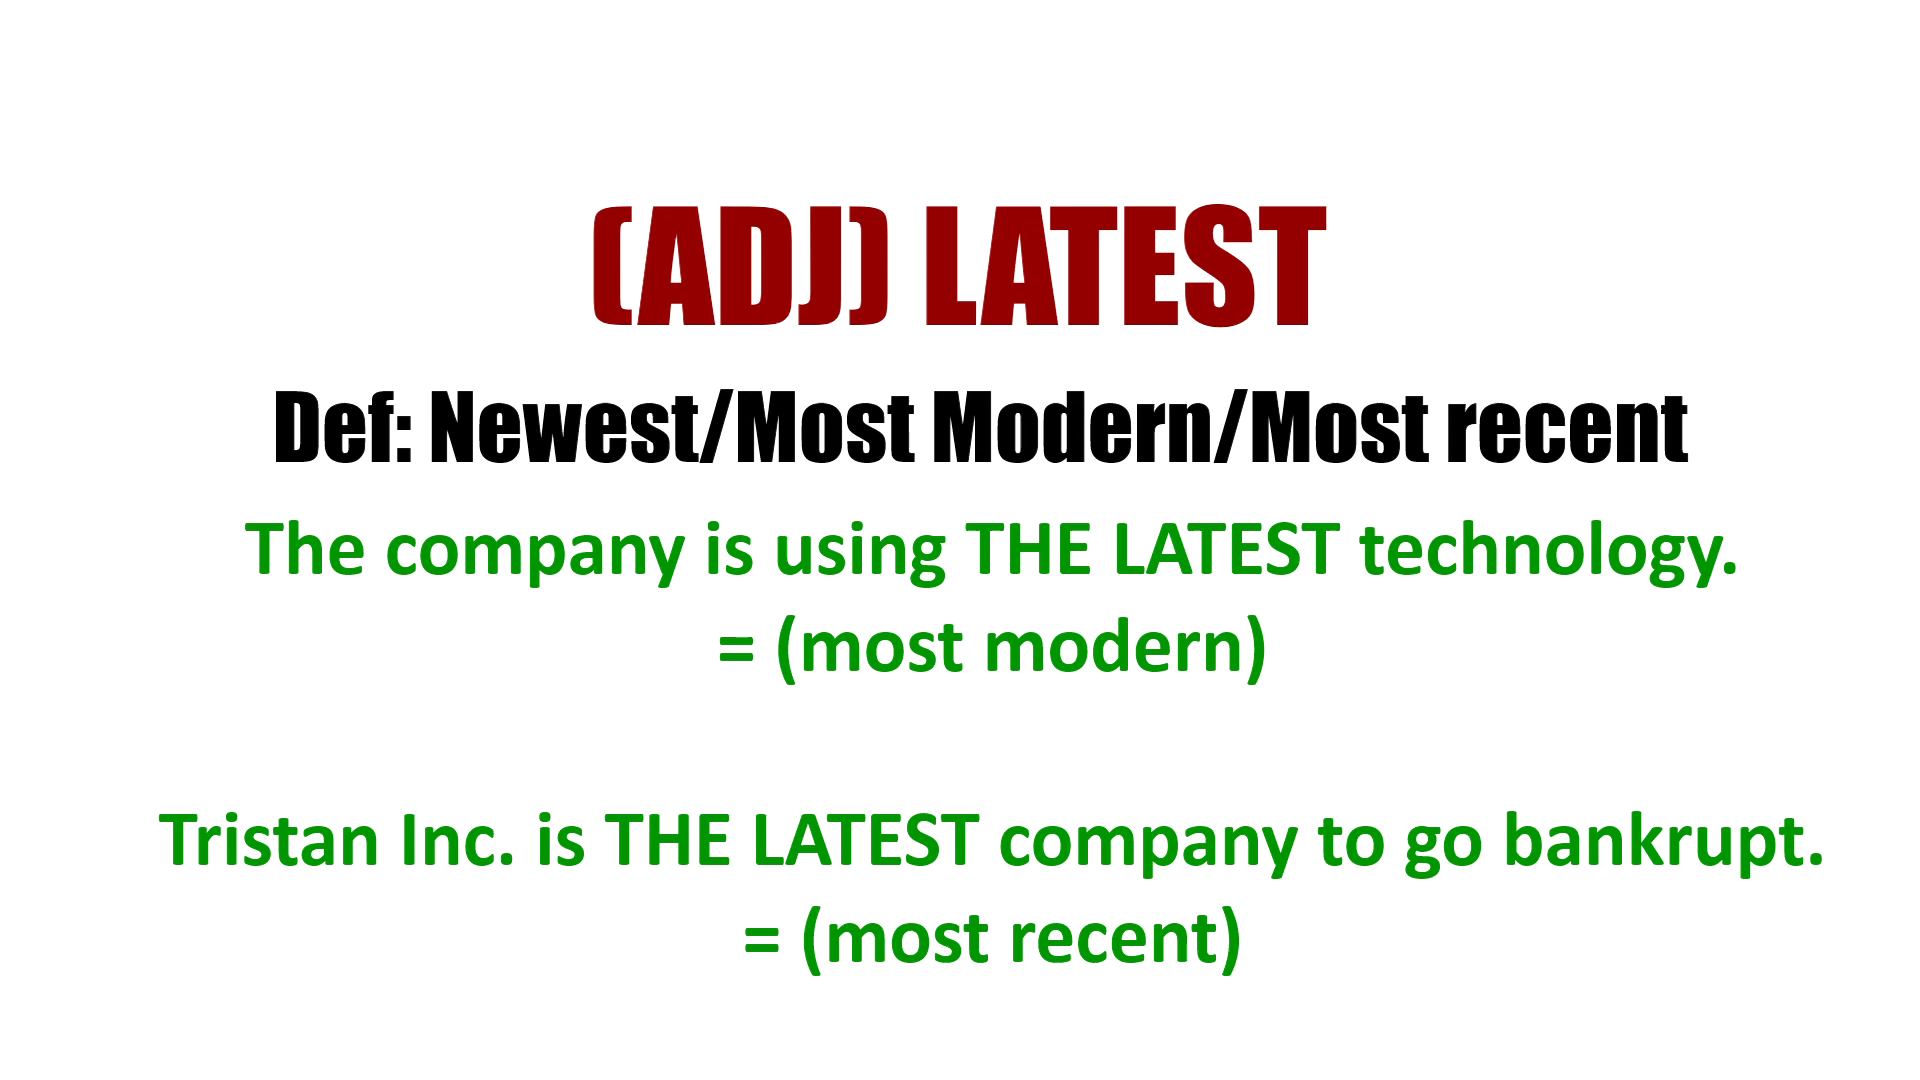 (ADJ) LATEST
Def: Newest/Most Modern/Most recent
The company is using THE LATEST technology.
= (most modern)
Tristan Inc. is THE LATEST company to go bankrupt.
= (most recent)